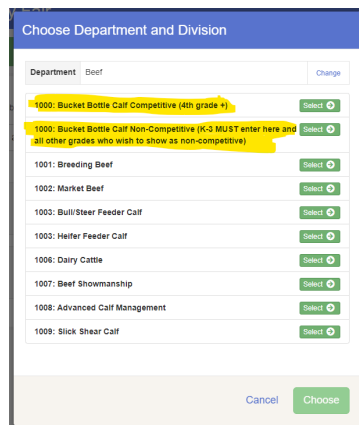 Choose Department and Division
Department Beef Change
1000: Bucket Bottle Calf Competitive (4th grade +) Select
1000: Bucket Bottle Calf Non-Competitive (K-3 MUST enter here and Select
all other grades who wish to show as non-competitive)
1001: Breeding Beef Select
1002: Market Beef Select
1003: Bull/Steer Feeder Calf Select
1003: Heifer Feeder Calf Select
1006: Dairy Cattle Select
1007: Beef Showmanship Select
1008: Advanced Calf Management Select
1009: Slick Shear Calf Select
Cancel Choose